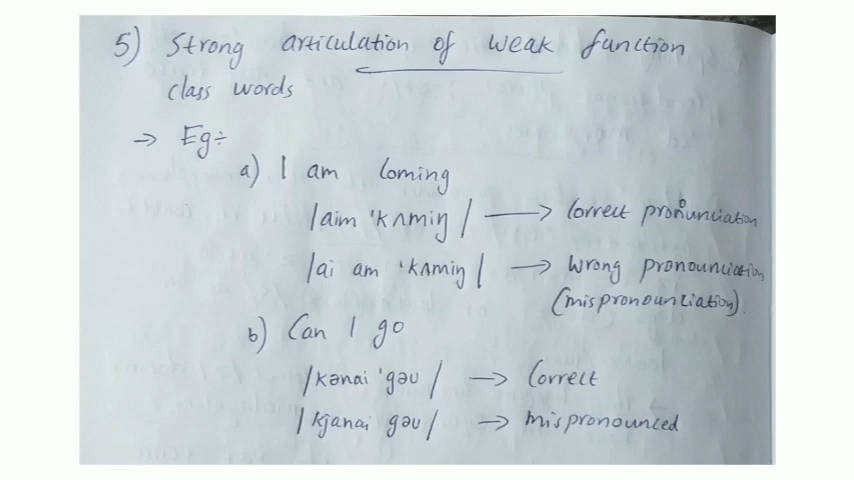 5) Strong articulation of weak function
class words
→ Eg÷
a) I am coming
/aim 'kʌmiŋ/ → Correct pronunciation
/ai am 'kʌmiŋ/ → wrong pronounciation
(mispronounciation).
b) Can I go
/kənai 'gəu/ → Correct
/kjanai gəu/ → mispronounced